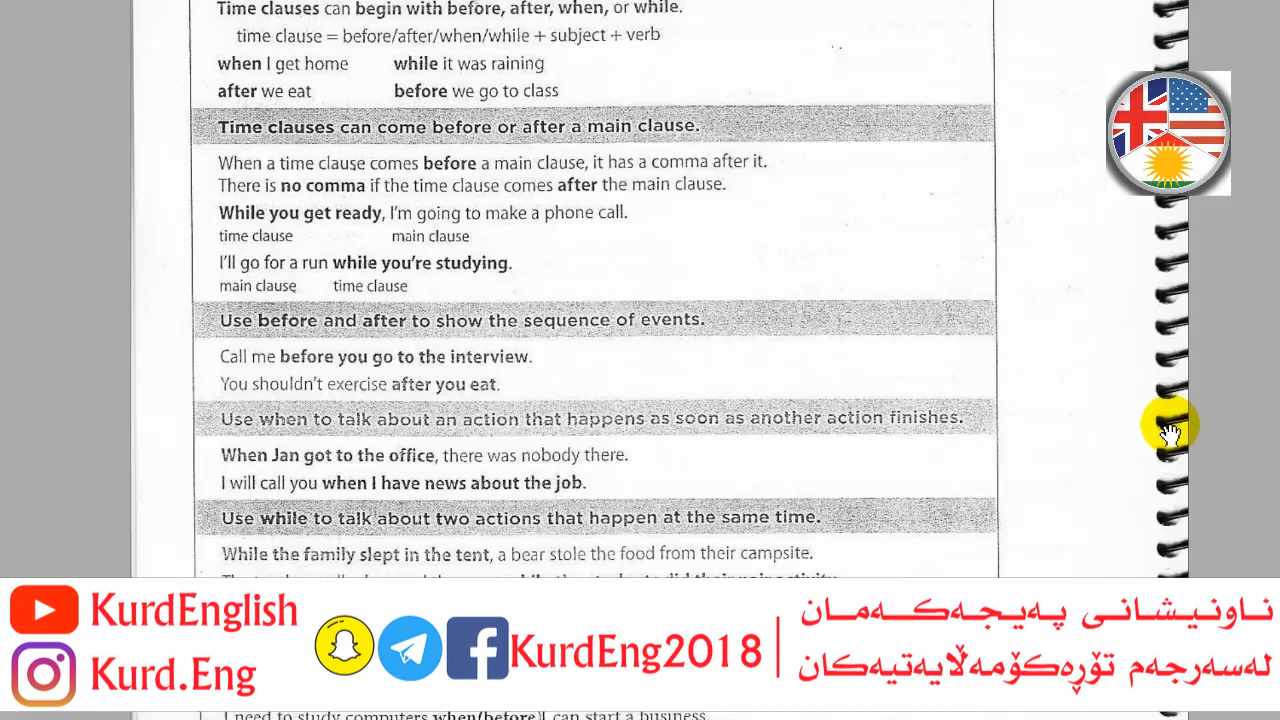 Time clauses can begin with before, after, when, or while.
time clause = before/after/when/while + subject + verb
when I get home while it was raining
after we eat before we go to class
Time clauses can come before or after a main clause.
When a time clause comes before a main clause, it has a comma after it.
There is no comma if the time clause comes after the main clause.
While you get ready, I'm going to make a phone call.
time clause main clause
I'll go for a run while you're studying.
main clause time clause
Use before and after to show the sequence of events.
Call me before you go to the interview.
You shouldn't exercise after you eat.
Use when to talk about an action that happens as soon as another action finishes.
When Jan got to the office, there was nobody there.
I will call you when I have news about the job.
Use while to talk about two actions that happen at the same time.
While the family slept in the tent, a bear stole the food from their campsite.
KurdEnglish
Kurd.Eng
KurdEng2018
ناونیشانی پەیجەکەمان
لەسەرجەم تۆڕەکۆمەڵایەتیەکان
I need to study computers when(before)I can start a business